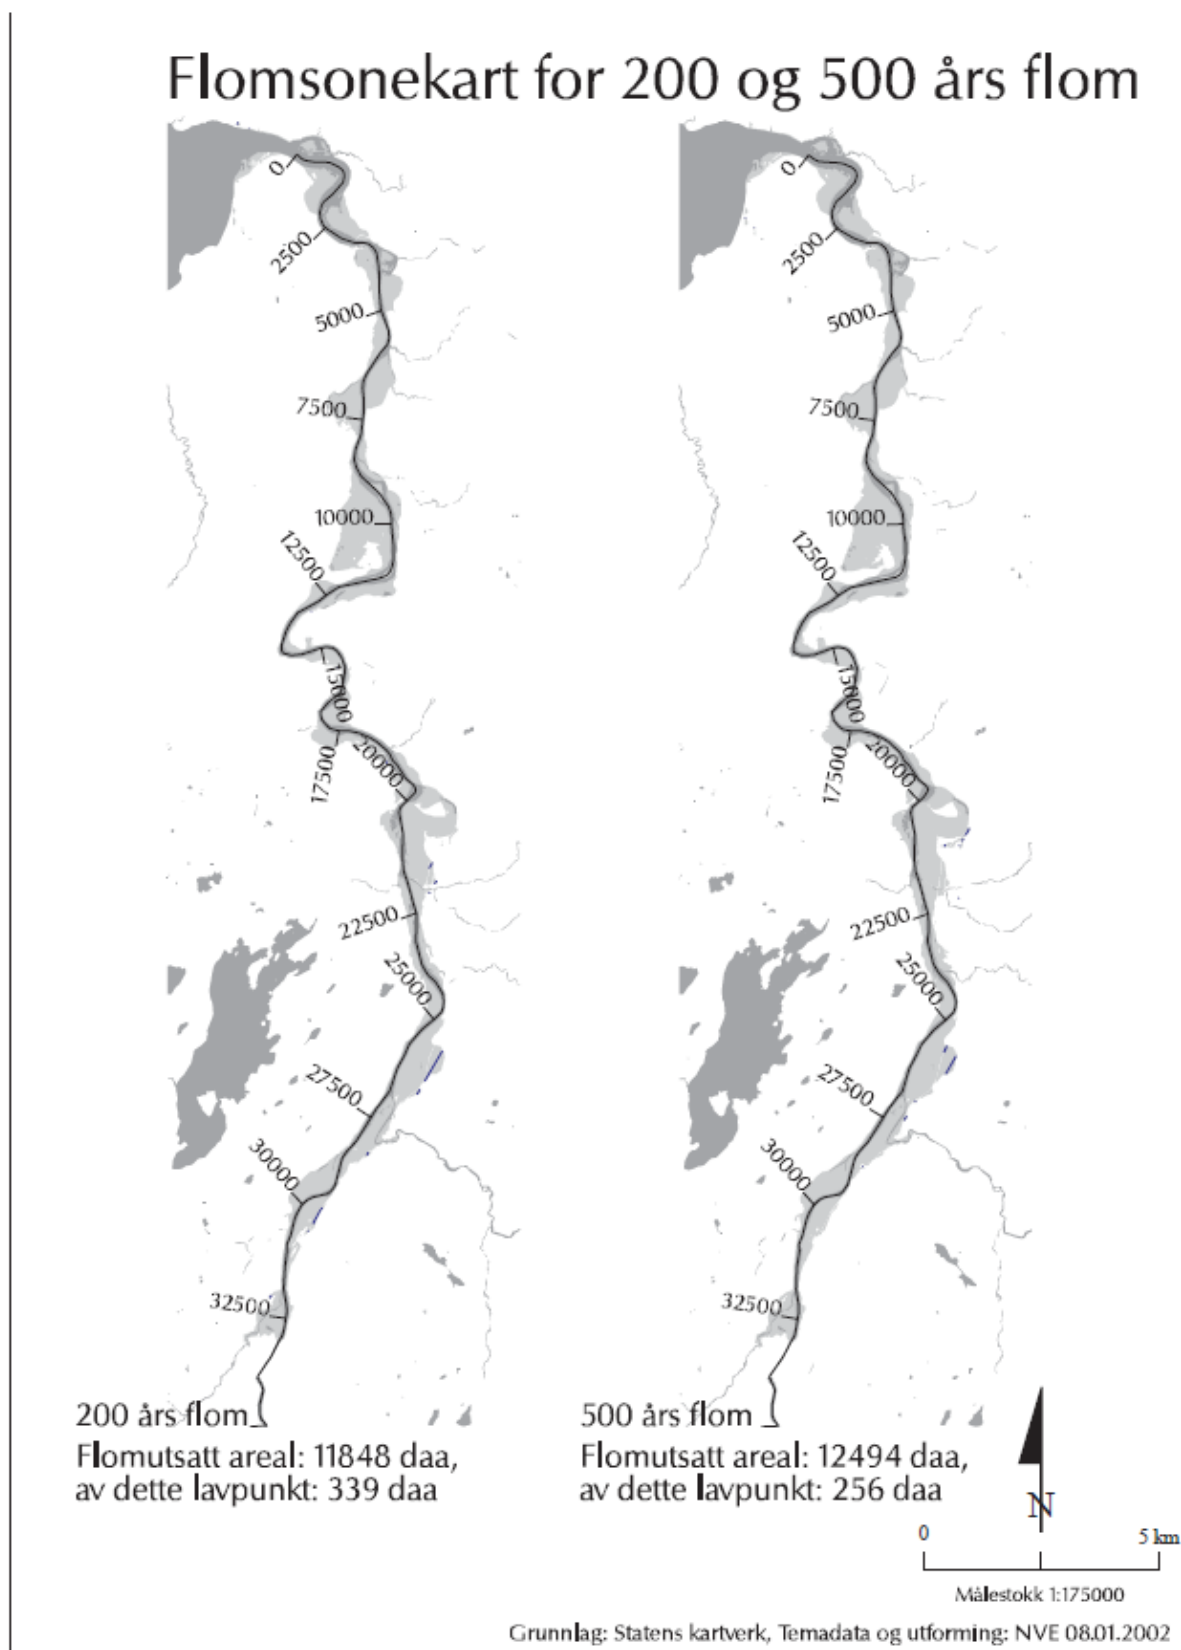 Flomsonekart for 200 og 500 års flom
0
2500
5000
7500
10000
12500
15000
17500
20000
22500
25000
27500
30000
32500
200 års flom
Flomutsatt areal: 11848 daa,
av dette lavpunkt: 339 daa
0
2500
5000
7500
10000
12500
15000
17500
20000
22500
25000
27500
30000
32500
500 års flom
Flomutsatt areal: 12494 daa,
av dette lavpunkt: 256 daa
N
0 5 km
Målestokk 1:175000
Grunnlag: Statens kartverk, Temadata og utforming: NVE 08.01.2002